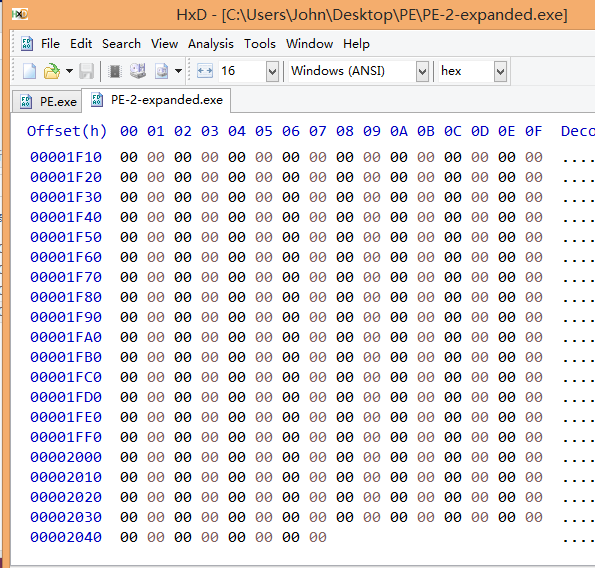 HxD - [C:\Users\John\Desktop\PE\PE-2-expanded.exe]
File Edit Search View Analysis Tools Window Help
16 Windows (ANSI) hex
PE.exe PE-2-expanded.exe
Offset(h) 00 01 02 03 04 05 06 07 08 09 0A 0B 0C 0D 0E 0F Deco
00001F10 00 00 00 00 00 00 00 00 00 00 00 00 00 00 00 00 ....
00001F20 00 00 00 00 00 00 00 00 00 00 00 00 00 00 00 00 ....
00001F30 00 00 00 00 00 00 00 00 00 00 00 00 00 00 00 00 ....
00001F40 00 00 00 00 00 00 00 00 00 00 00 00 00 00 00 00 ....
00001F50 00 00 00 00 00 00 00 00 00 00 00 00 00 00 00 00 ....
00001F60 00 00 00 00 00 00 00 00 00 00 00 00 00 00 00 00 ....
00001F70 00 00 00 00 00 00 00 00 00 00 00 00 00 00 00 00 ....
00001F80 00 00 00 00 00 00 00 00 00 00 00 00 00 00 00 00 ....
00001F90 00 00 00 00 00 00 00 00 00 00 00 00 00 00 00 00 ....
00001FA0 00 00 00 00 00 00 00 00 00 00 00 00 00 00 00 00 ....
00001FB0 00 00 00 00 00 00 00 00 00 00 00 00 00 00 00 00 ....
00001FC0 00 00 00 00 00 00 00 00 00 00 00 00 00 00 00 00 ....
00001FD0 00 00 00 00 00 00 00 00 00 00 00 00 00 00 00 00 ....
00001FE0 00 00 00 00 00 00 00 00 00 00 00 00 00 00 00 00 ....
00001FF0 00 00 00 00 00 00 00 00 00 00 00 00 00 00 00 00 ....
00002000 00 00 00 00 00 00 00 00 00 00 00 00 00 00 00 00 ....
00002010 00 00 00 00 00 00 00 00 00 00 00 00 00 00 00 00 ....
00002020 00 00 00 00 00 00 00 00 00 00 00 00 00 00 00 00 ....
00002030 00 00 00 00 00 00 00 00 00 00 00 00 00 00 00 00 ....
00002040 00 00 00 00 00 00 00 00 ....